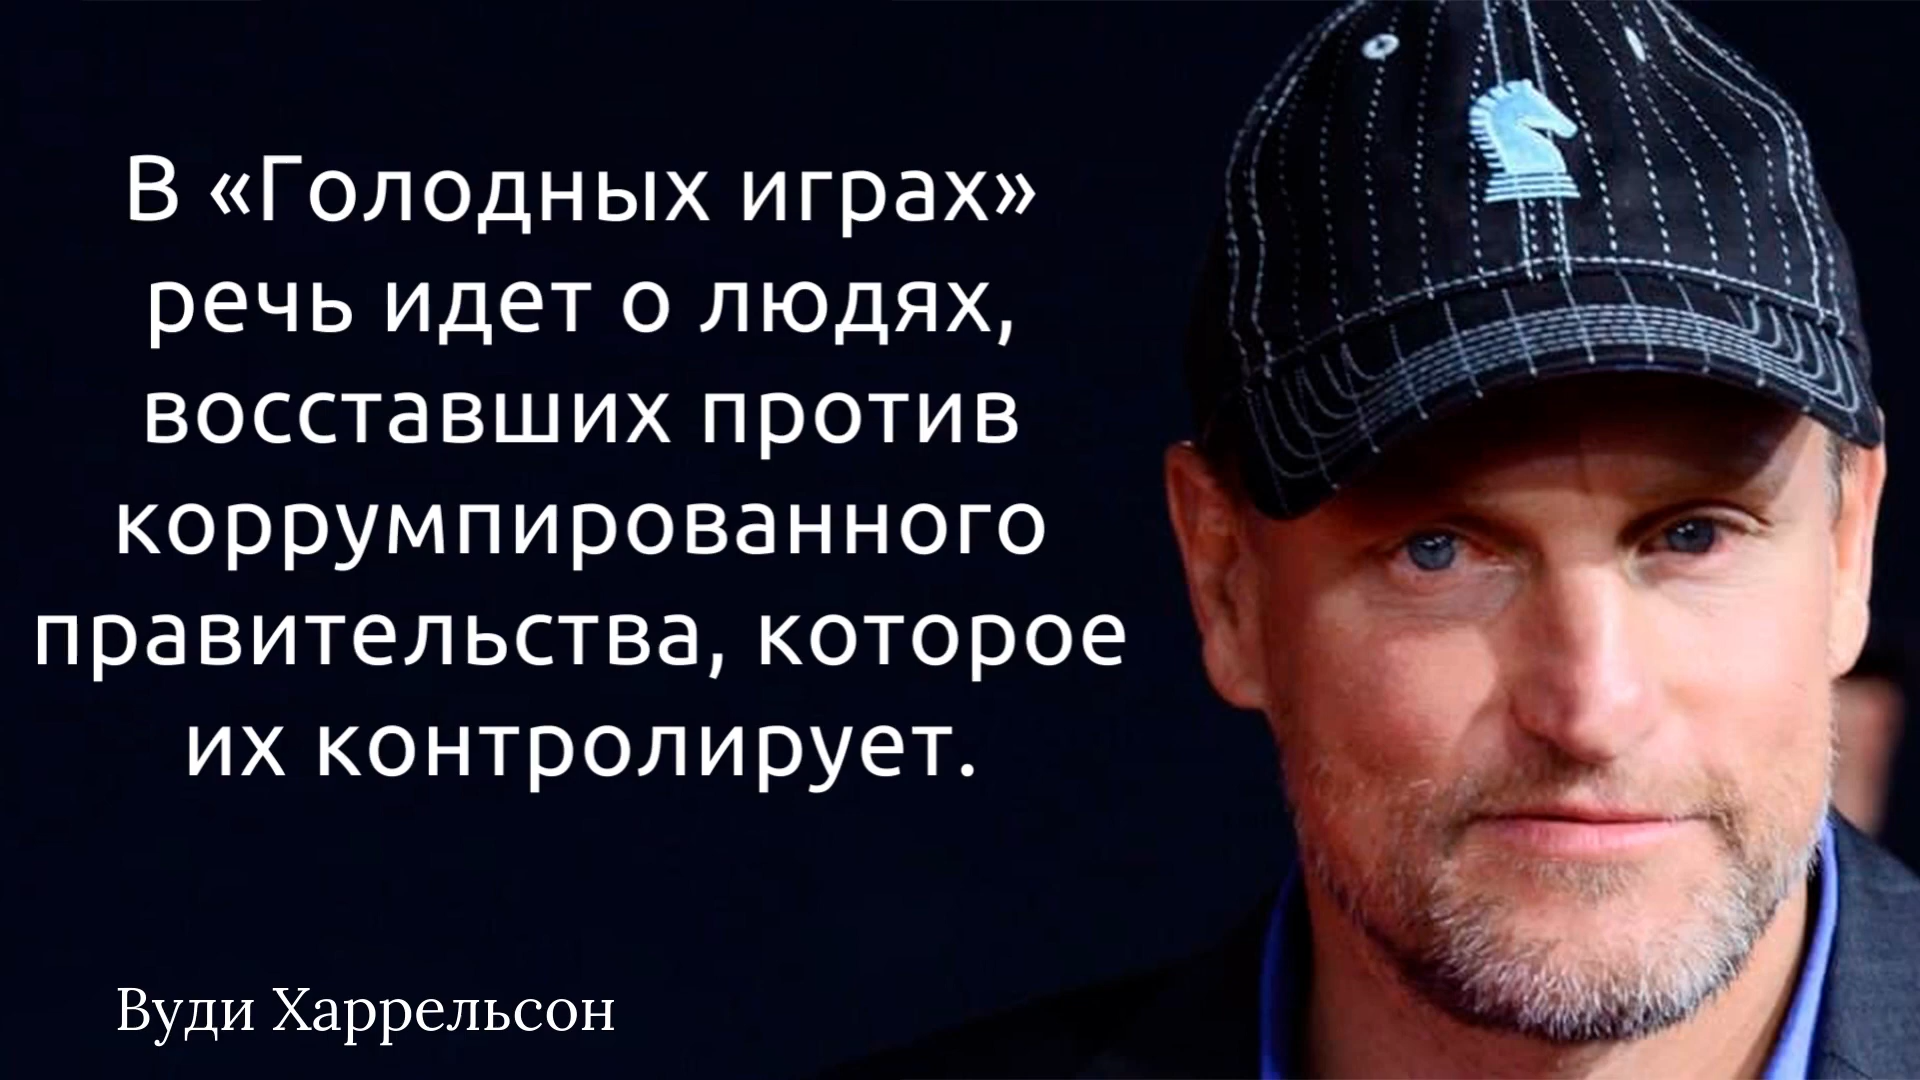 В «Голодных играх»
речь идет о людях,
восставших против
коррумпированного
правительства, которое
их контролирует.
Вуди Харрельсон